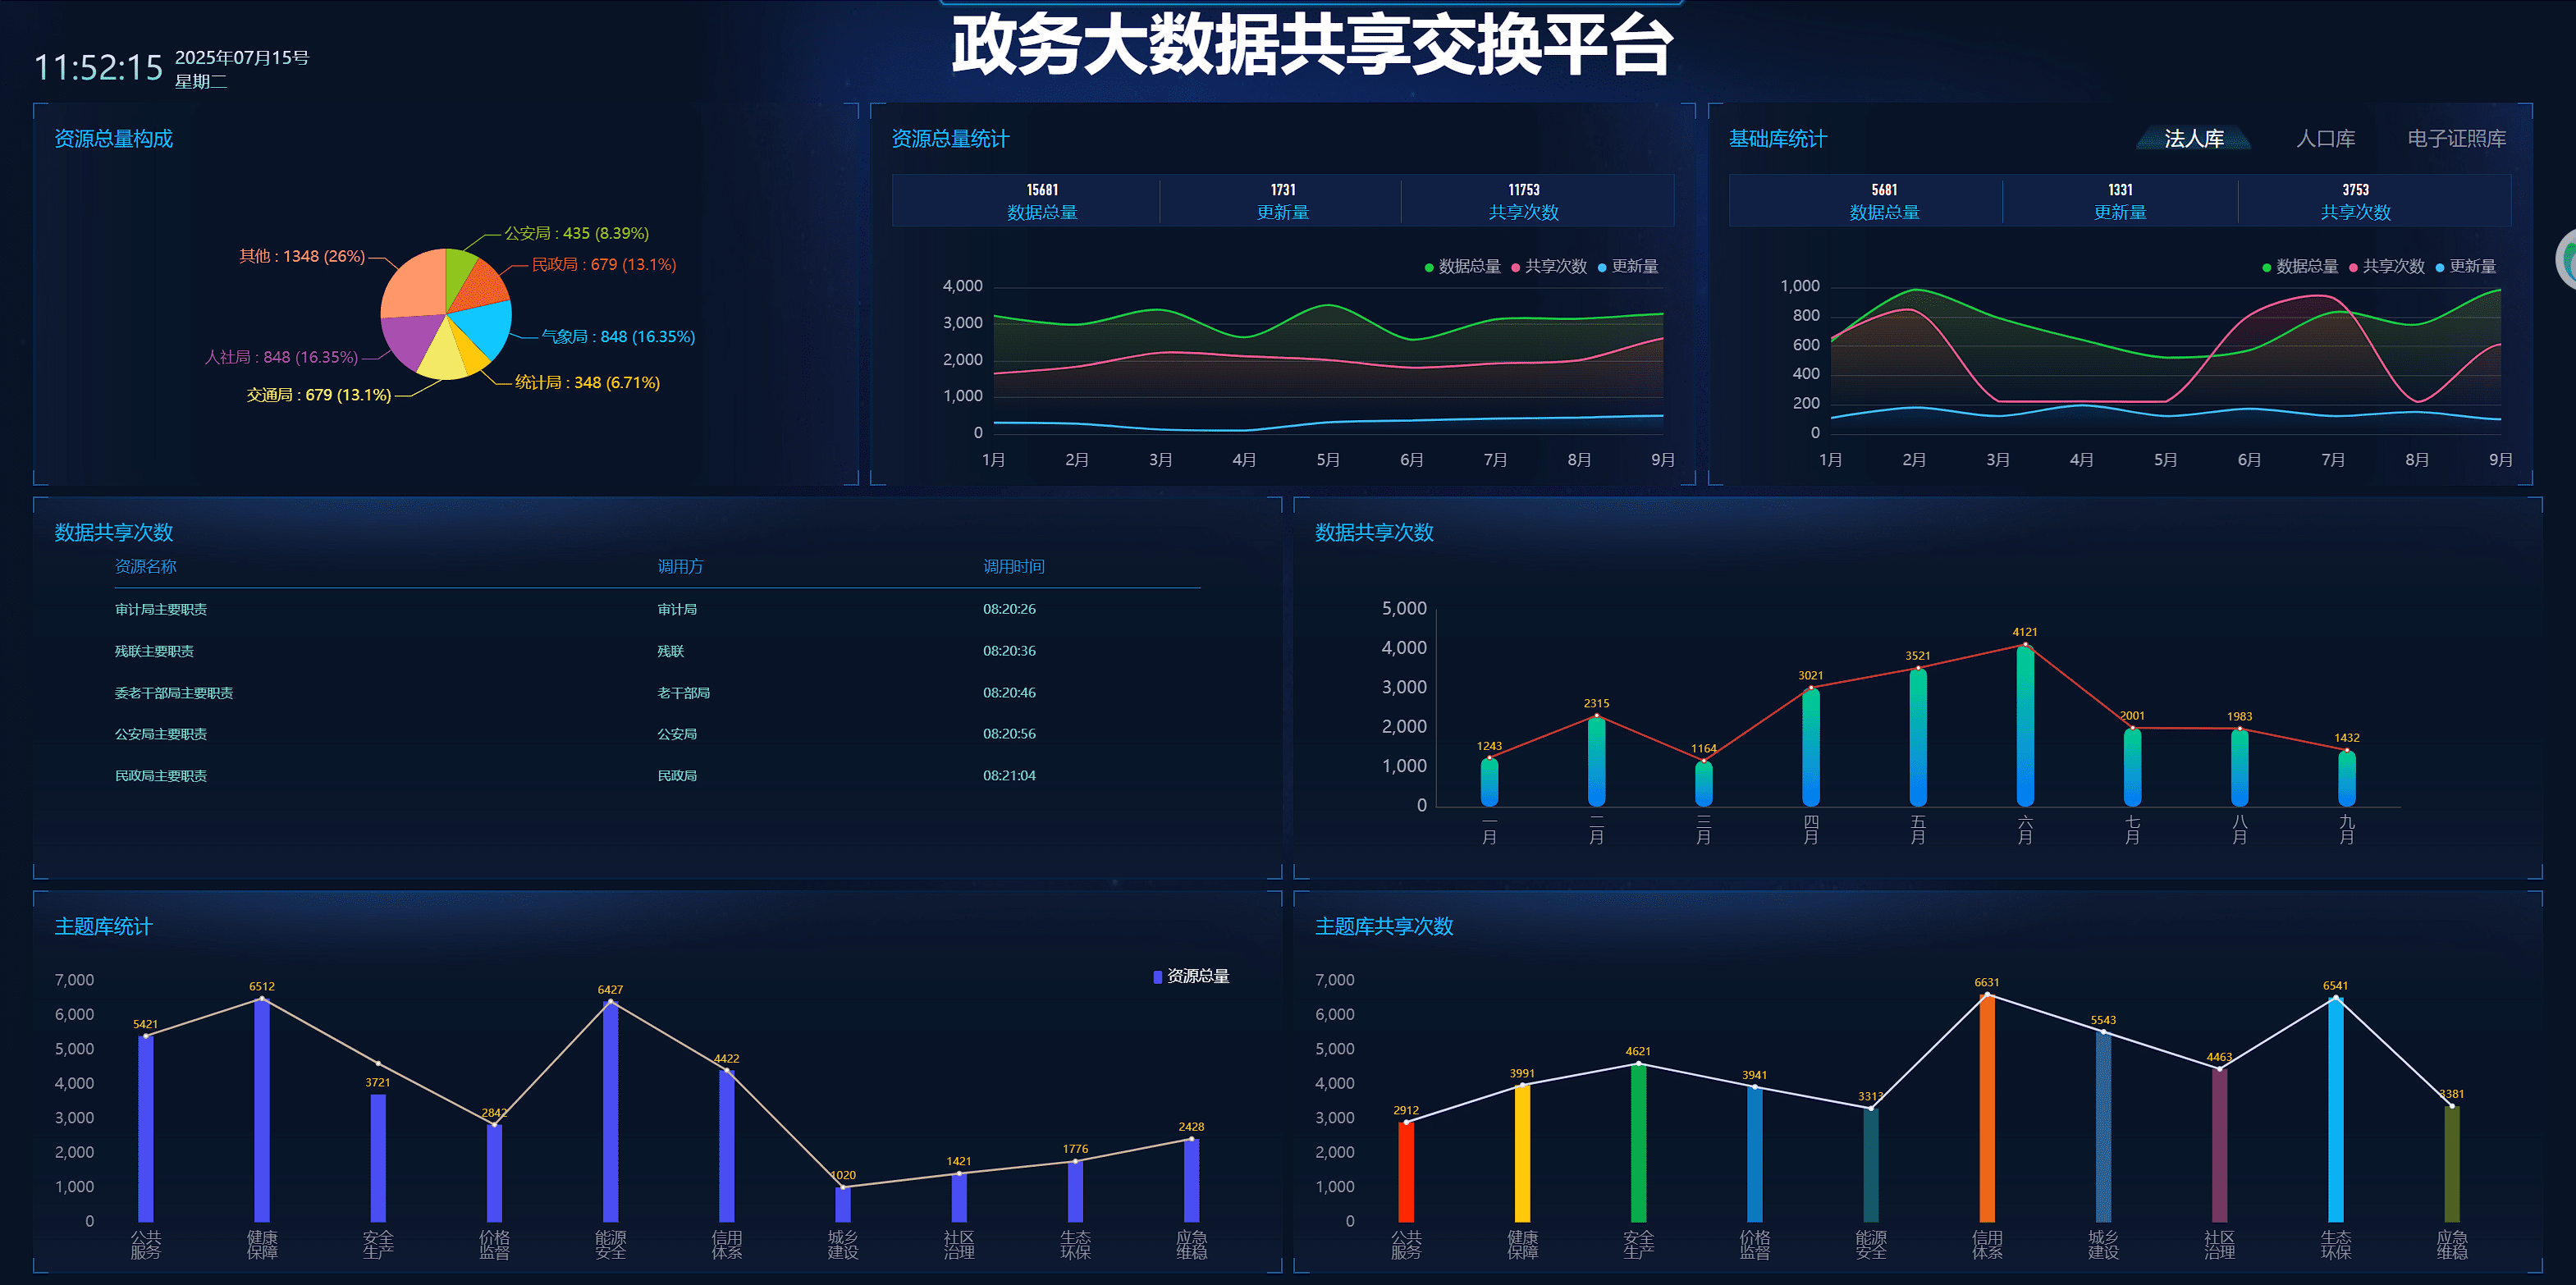 政务大数据共享交换平台
11:52:15
2025年07月15号
星期二
资源总量构成
公安局 : 435 (8.39%)
民政局 : 679 (13.1%)
气象局 : 848 (16.35%)
统计局 : 348 (6.71%)
交通局 : 679 (13.1%)
人社局 : 848 (16.35%)
其他 : 1348 (26%)
资源总量统计
15681 1731 11753
数据总量 更新量 共享次数
数据总量 共享次数 更新量
4,000
3,000
2,000
1,000
0
1月 2月 3月 4月 5月 6月 7月 8月 9月
基础库统计 法人库 人口库 电子证照库
5681 1331 3753
数据总量 更新量 共享次数
数据总量 共享次数 更新量
1,000
800
600
400
200
0
1月 2月 3月 4月 5月 6月 7月 8月 9月
数据共享次数
资源名称 调用方 调用时间
审计局主要职责 审计局 08:20:26
残联主要职责 残联 08:20:36
委老干部局主要职责 老干部局 08:20:46
公安局主要职责 公安局 08:20:56
民政局主要职责 民政局 08:21:04
数据共享次数
5,000
4,000
3,000
2,000
1,000
0
1243 2315 1164 3021 3521 4121 2001 1983 1432
一月 二月 三月 四月 五月 六月 七月 八月 九月
主题库统计
资源总量
7,000
6,000
5,000
4,000
3,000
2,000
1,000
0
5421 6512 3721 2842 6427 4422 1020 1421 1776 2428
公共 健康 安全 价格 能源 信用 城乡 社区 生态 应急
服务 保障 生产 监督 安全 体系 建设 治理 环保 维稳
主题库共享次数
7,000
6,000
5,000
4,000
3,000
2,000
1,000
0
2912 3991 4621 3941 3313 6631 5543 4463 6541 3381
公共 健康 安全 价格 能源 信用 城乡 社区 生态 应急
服务 保障 生产 监督 安全 体系 建设 治理 环保 维稳